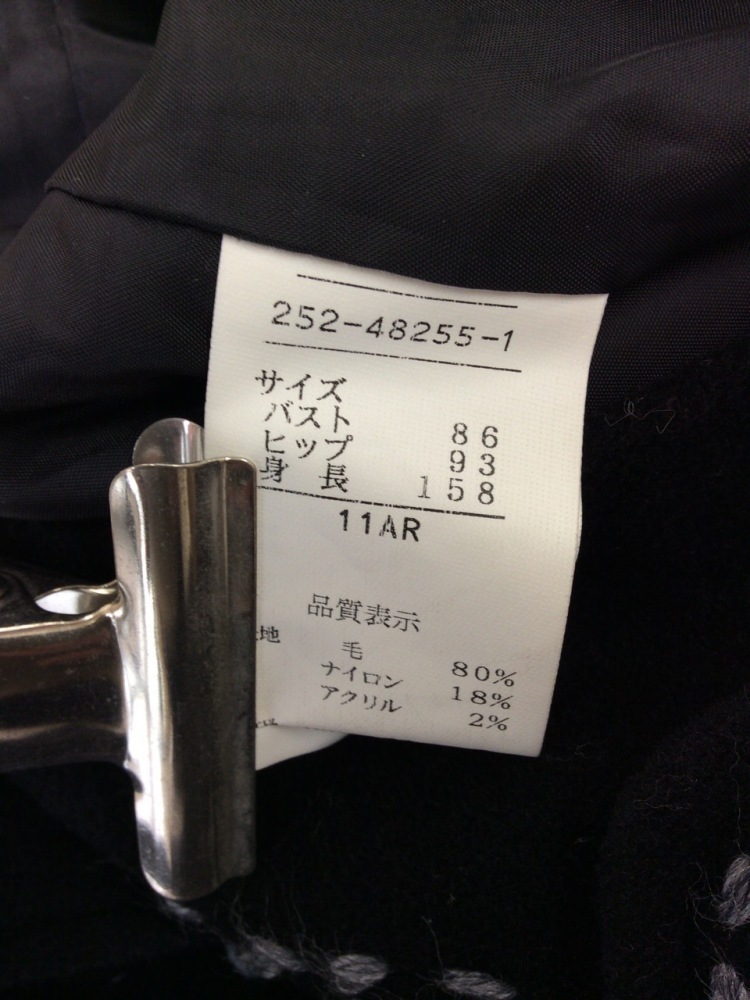 252-48255-1
サイズ
バスト 86
ヒップ 93
身長 158
11AR
品質表示
地 毛 80%
ナイロン 18%
アクリル 2%